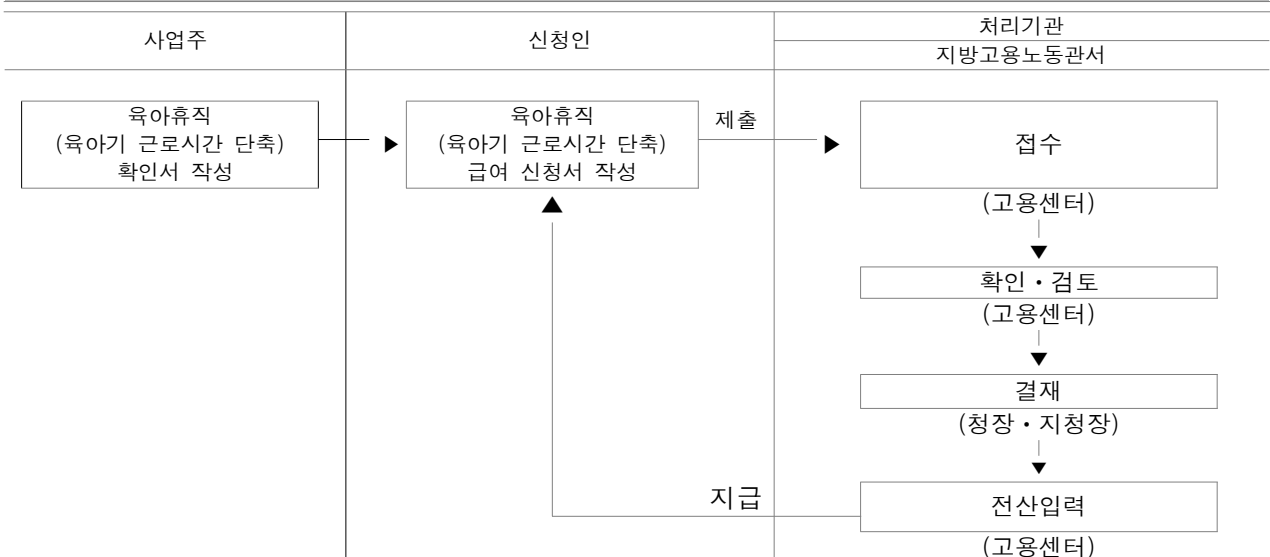 사업주
신청인
처리기관
지방고용노동관서
육아휴직
(육아기 근로시간 단축)
확인서 작성
육아휴직
(육아기 근로시간 단축)
급여 신청서 작성
제출
접수
(고용센터)
확인·검토
(고용센터)
결재
(청장·지청장)
지급
전산입력
(고용센터)